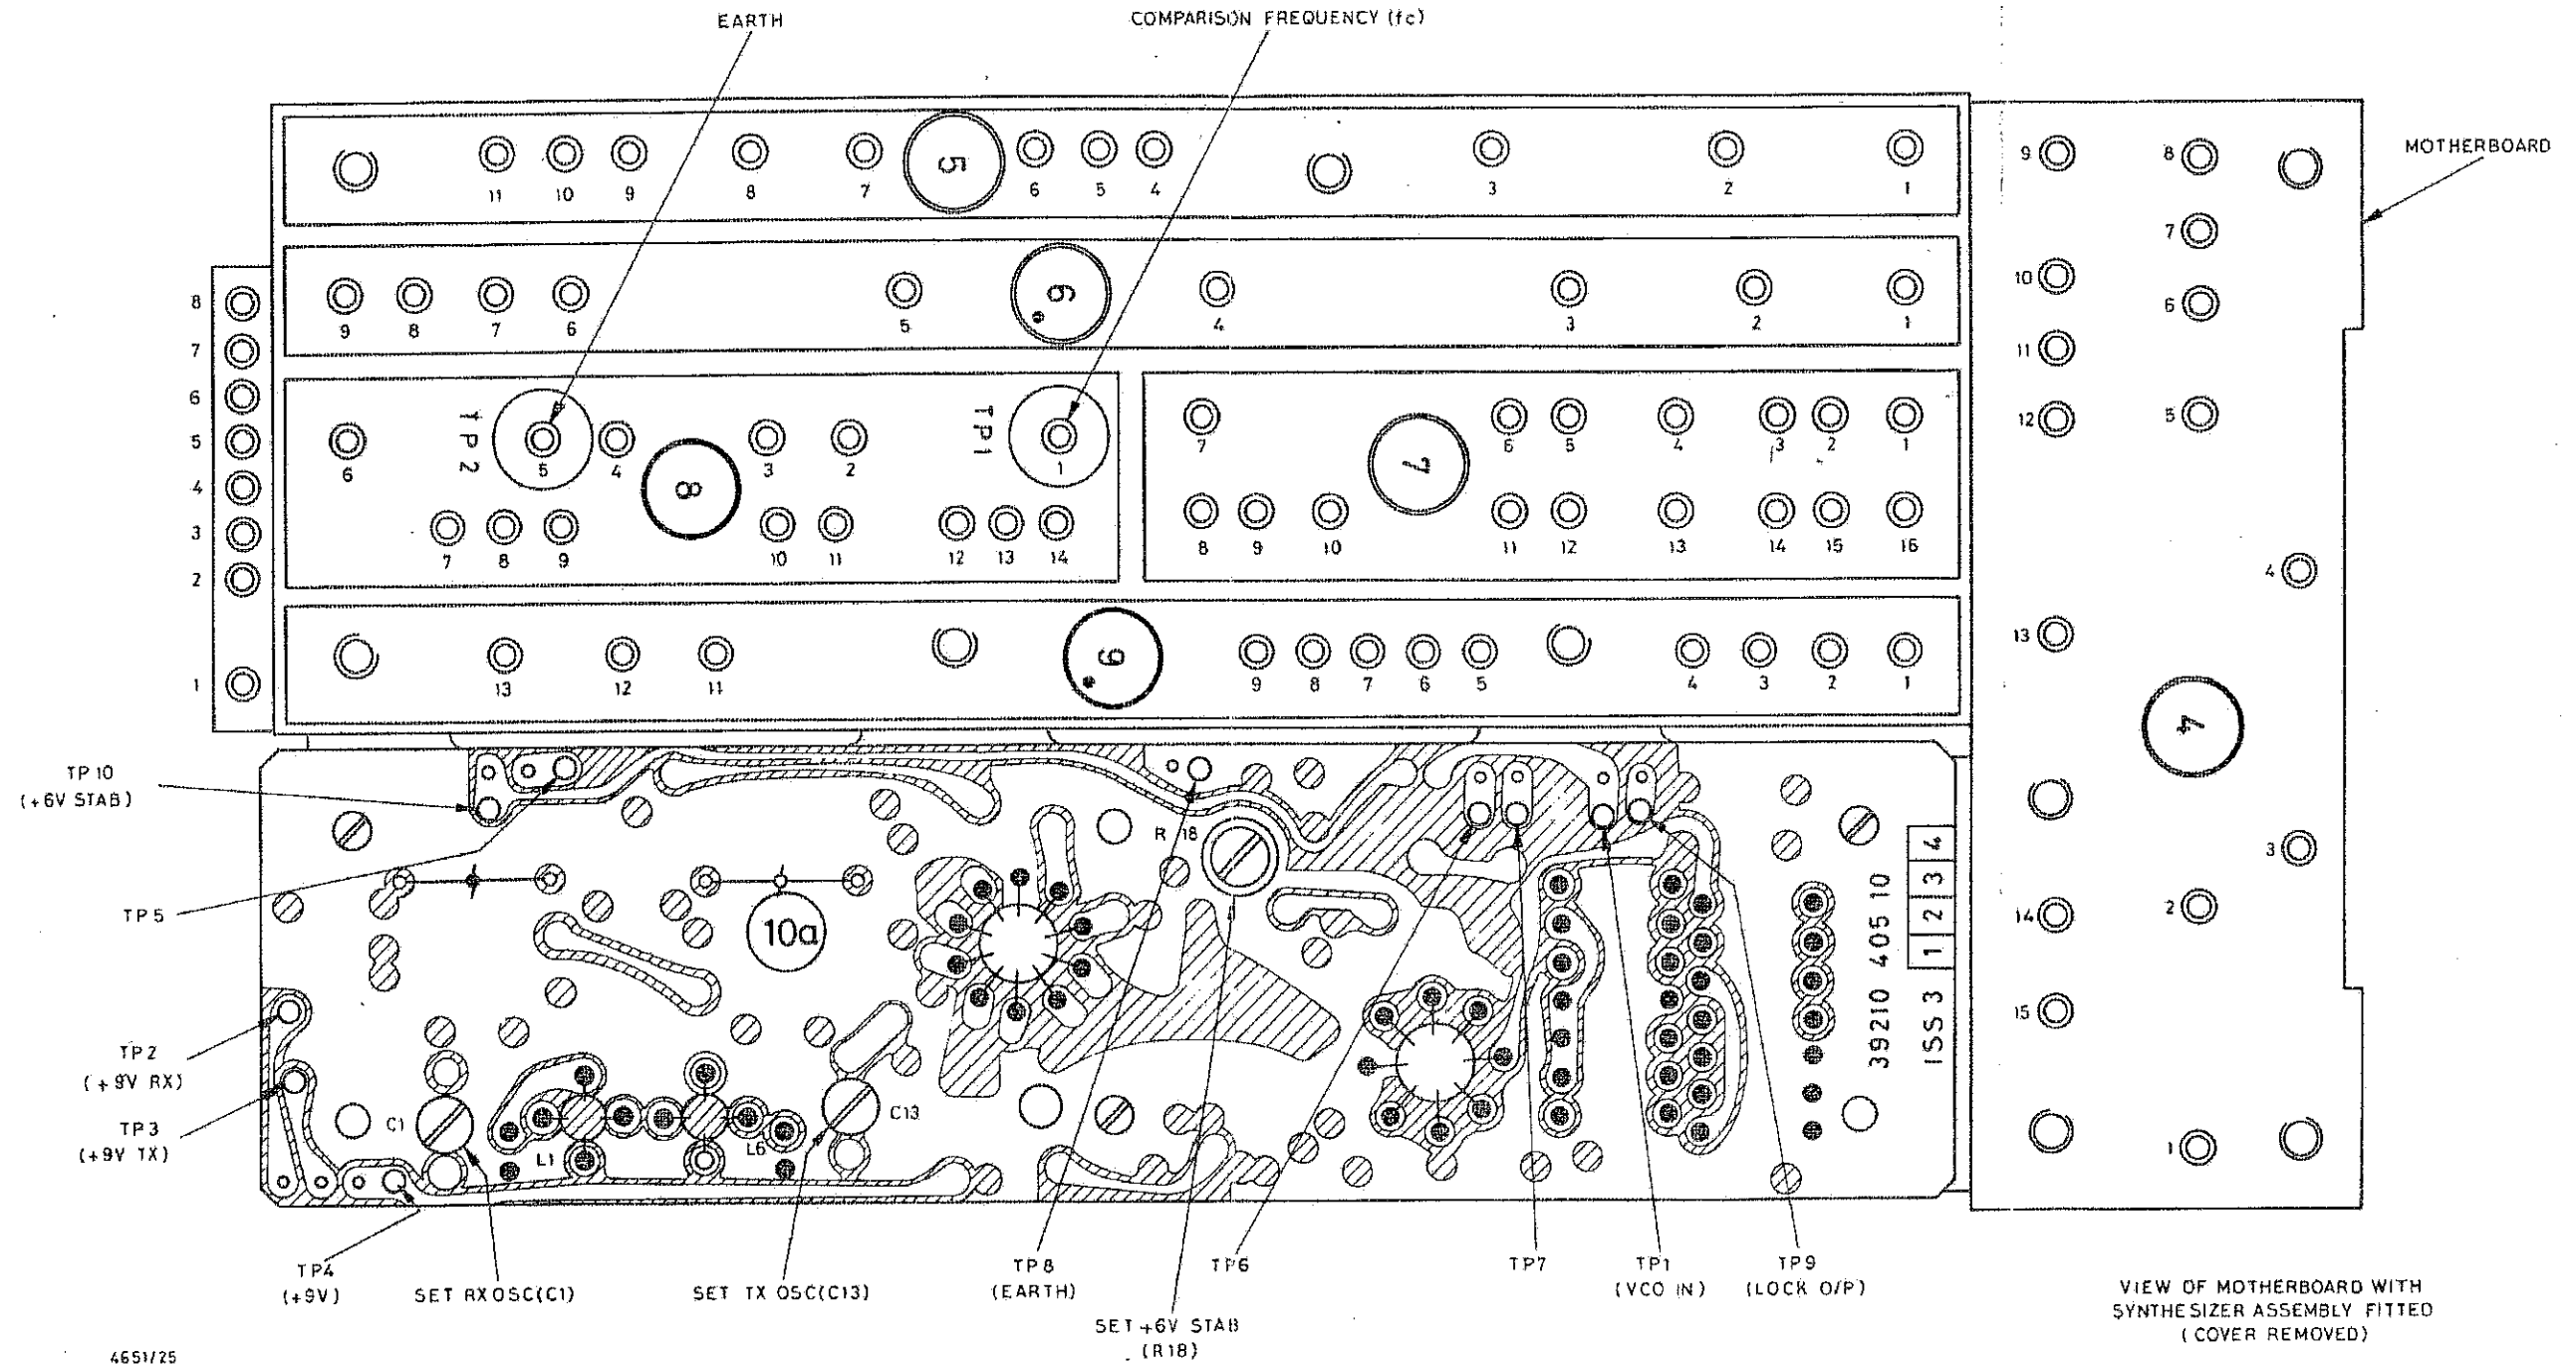 EARTH
COMPARISON FREQUENCY (fc)
MOTHERBOARD
5
11 10 9 8 7 6 5 4 3 2 1
6
9 8 7 6 5 4 3 2 1
8
7
6
5
4
3
2
1
TP2
TP1
8
6 5 4 3 2 1
7 8 9 10 11 12 13 14
7
7 6 5 4 3 2 1
8 9 10 11 12 13 14 15 16
9
13 12 11 9 8 7 6 5 4 3 2 1
9 8
7
10 6
11
12 5
4
13
4
3
14 2
15
1
TP 10
(+6V STAB)
TP 5
TP2
(+9V RX)
TP3
(+9V TX)
R 18
10a
C1
L1
L6
C13
39210 405 10
ISS 3 1 2 3 4
TP4
(+9V)
SET RX OSC(C1)
SET TX OSC(C13)
TP8
(EARTH)
SET +6V STAB
(R18)
TP6
TP7
TP1
(VCO IN)
TP9
(LOCK O/P)
VIEW OF MOTHERBOARD WITH
SYNTHESIZER ASSEMBLY FITTED
(COVER REMOVED)
4651/25